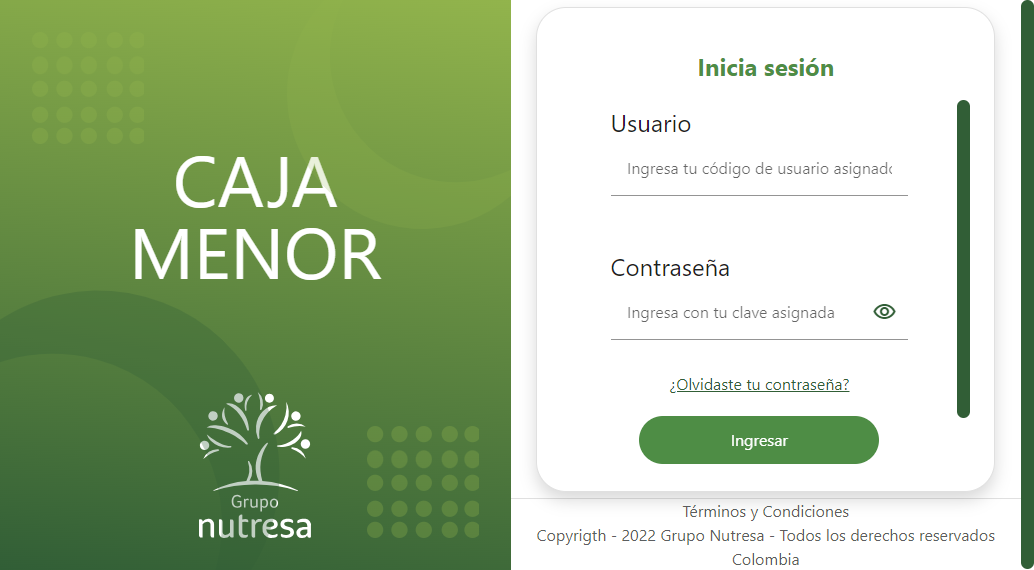 CAJA
MENOR
Grupo
nutresa
Inicia sesión
Usuario
Ingresa tu código de usuario asignado
Contraseña
Ingresa con tu clave asignada
¿Olvidaste tu contraseña?
Ingresar
Términos y Condiciones
Copyrigth - 2022 Grupo Nutresa - Todos los derechos reservados
Colombia